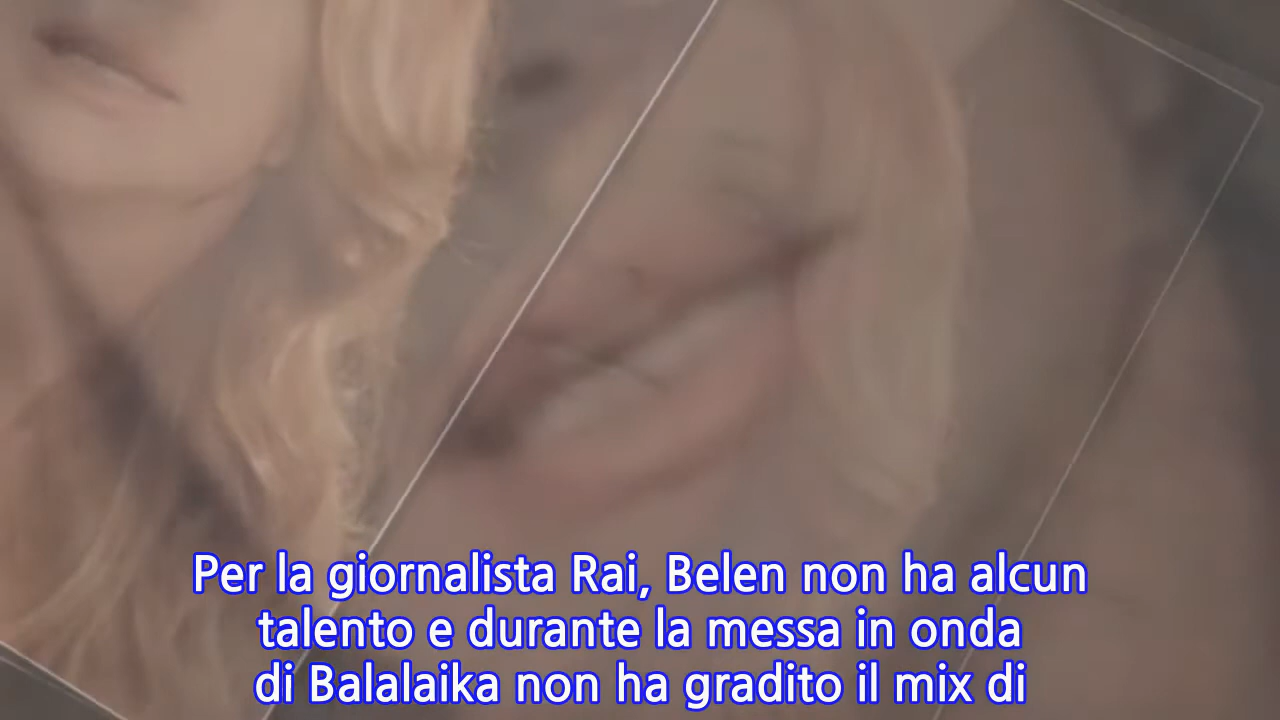 Per la giornalista Rai, Belen non ha alcun
talento e durante la messa in onda
di Balalaika non ha gradito il mix di